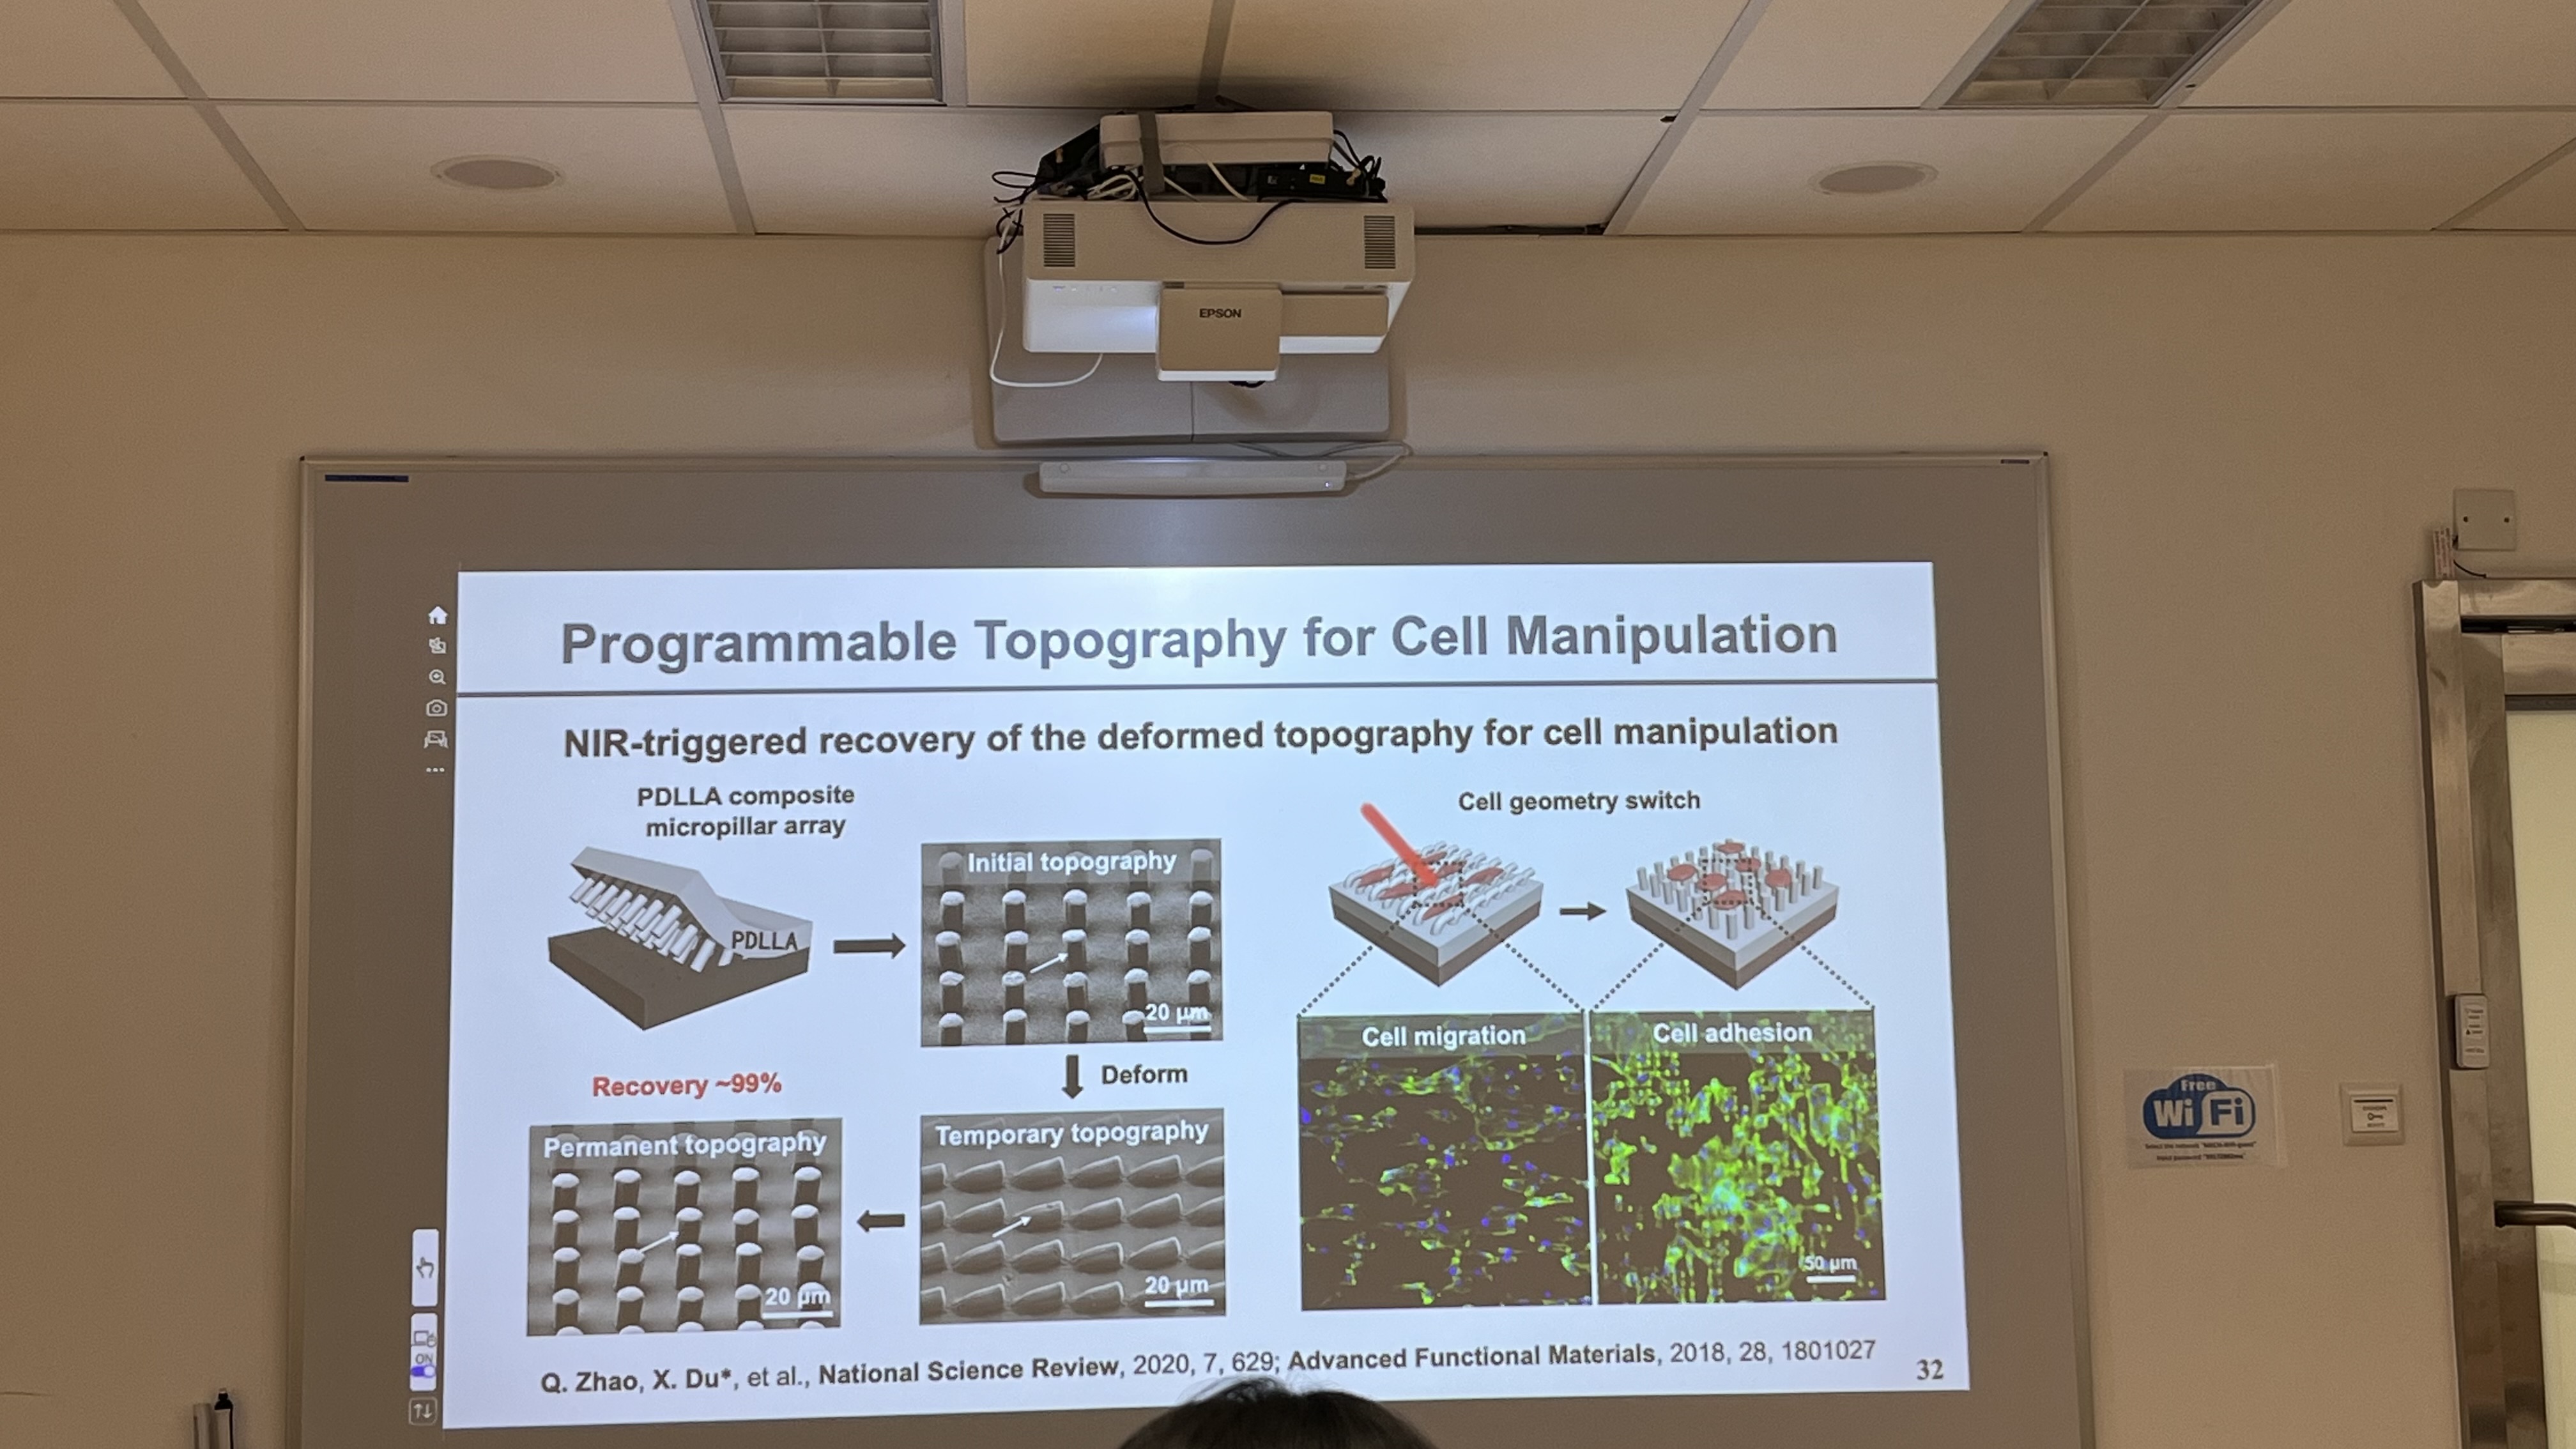 EPSON
Programmable Topography for Cell Manipulation
NIR-triggered recovery of the deformed topography for cell manipulation
PDLLA composite
micropillar array
PDLLA
Initial topography
20 µm
Deform
Recovery ~99%
Permanent topography
20 µm
Temporary topography
20 µm
Cell geometry switch
Cell migration
Cell adhesion
50 µm
Q. Zhao, X. Du*, et al., National Science Review, 2020, 7, 629; Advanced Functional Materials, 2018, 28, 1801027
32
ON
Free
Wi Fi